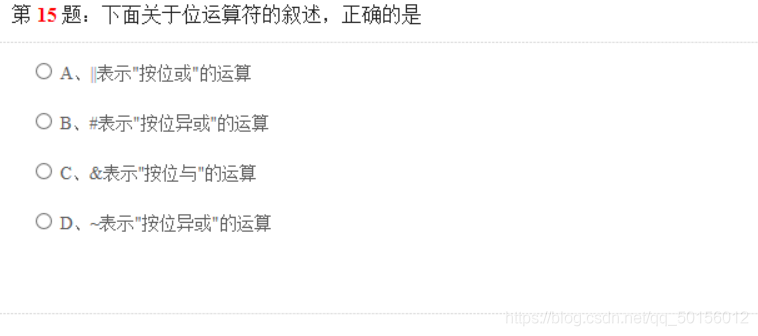 第 15 题：下面关于位运算符的叙述，正确的是
A、||表示"按位或"的运算
B、#表示"按位异或"的运算
C、&表示"按位与"的运算
D、~表示"按位异或"的运算
https://blog.csdn.net/qq_50156012